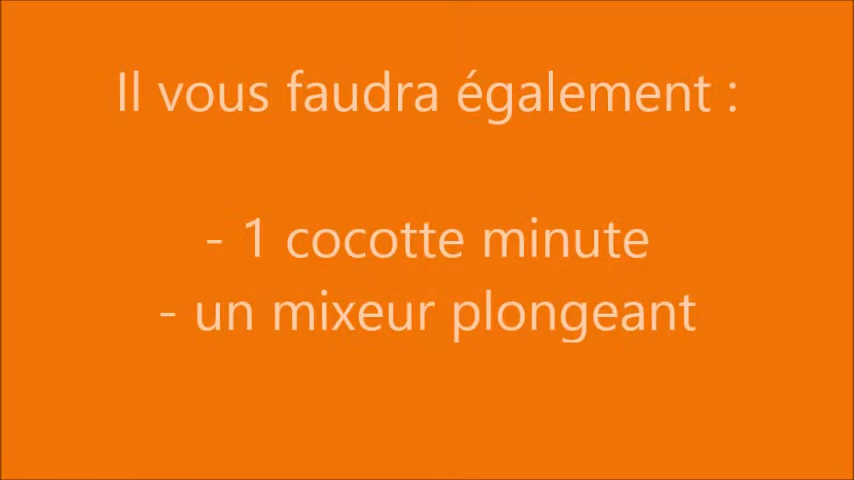 Il vous faudra également :
- 1 cocotte minute
- un mixeur plongeant